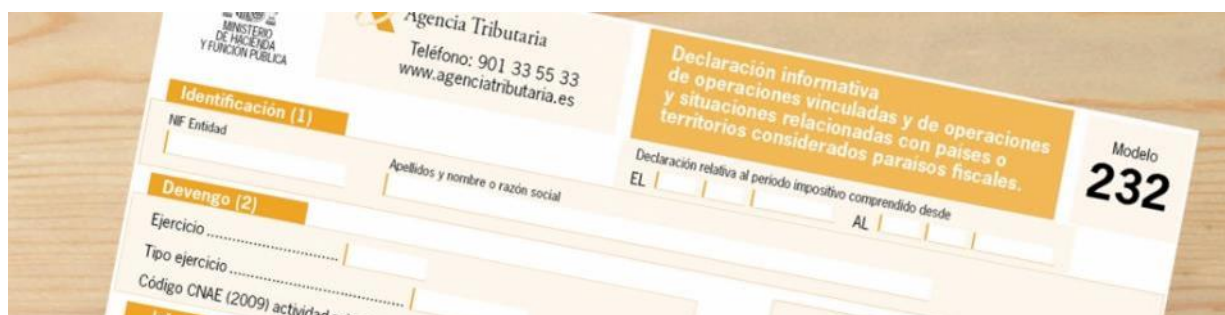 MINISTERIO
DE HACIENDA
Y FUNCIÓN PÚBLICA
Agencia Tributaria
Teléfono: 901 33 55 33
www.agenciatributaria.es
Declaración informativa
de operaciones vinculadas y de operaciones
y situaciones relacionadas con países o
territorios considerados paraísos fiscales.
Modelo
232
Identificación (1)
NIF Entidad
Apellidos y nombre o razón social
Declaración relativa al periodo impositivo comprendido desde
EL
AL
Devengo (2)
Ejercicio
Tipo ejercicio
Código CNAE (2009) actividad